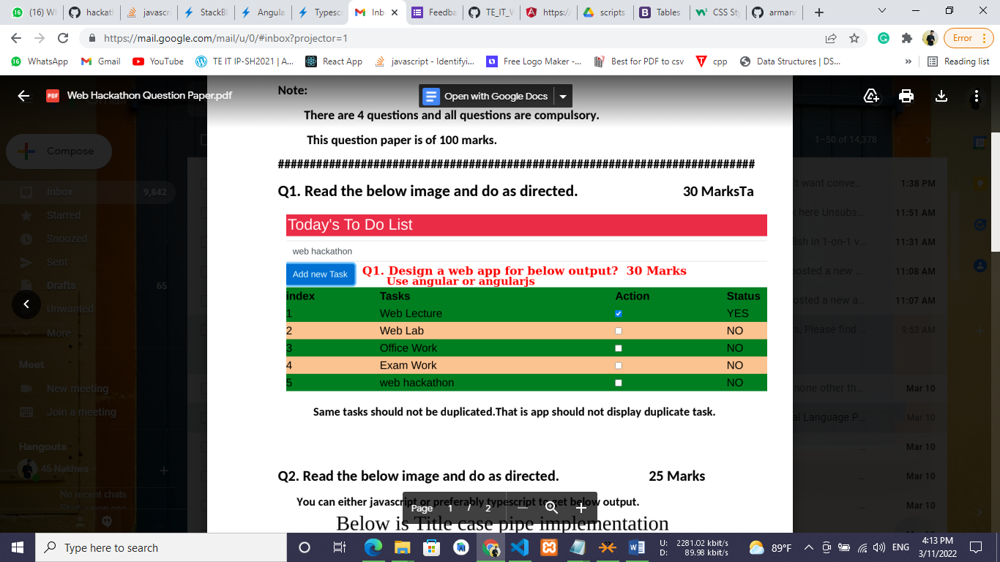 (16) W
hackath
javascri
StackBl
Angula
Typesc
Inb
Feedba
TE_IT_W
https:/
scripts
Tables
CSS Sty
armann
https://mail.google.com/mail/u/0/#inbox?projector=1
Error
WhatsApp
Gmail
YouTube
TE IT IP-SH2021 | A...
React App
javascript - Identifyi...
Free Logo Maker -...
Best for PDF to csv
cpp
Data Structures | DS...
»
Reading list
PDF
Web Hackathon Question Paper.pdf
Open with Google Docs
Note:
There are 4 questions and all questions are compulsory.
This question paper is of 100 marks.
###########################################################################
Q1. Read the below image and do as directed. 30 MarksTa
Today's To Do List
web hackathon
Add new Task
Q1. Design a web app for below output? 30 Marks
Use angular or angularjs
index Tasks Action Status
1 Web Lecture YES
2 Web Lab NO
3 Office Work NO
4 Exam Work NO
5 web hackathon NO
Same tasks should not be duplicated.That is app should not display duplicate task.
Q2. Read the below image and do as directed. 25 Marks
You can either javascript or preferably typescript to get below output.
Below is Title case pipe implementation
Page 1 / 2
Compose
Inbox 9,842
Starred
Snoozed
Sent
Drafts 65
Unwanted
More
Meet
New meeting
Join a meeting
Hangouts
45 Nakhwa
No recent chats
Start a new one
1–50 of 14,378
't want conve... 1:38 PM
here Unsubs... 11:51 AM
ish in 1-on-1 v... 11:31 AM
osted a new ... 11:08 AM
osted a new a... 11:07 AM
s, Please find ... 9:53 AM
none other th... Mar 10
al Language P... Mar 10
... Mar 10
... Mar 10
... Mar 10
Type here to search
U: 2281.02 kbit/s
D: 89.98 kbit/s
89°F
ENG
4:13 PM
3/11/2022